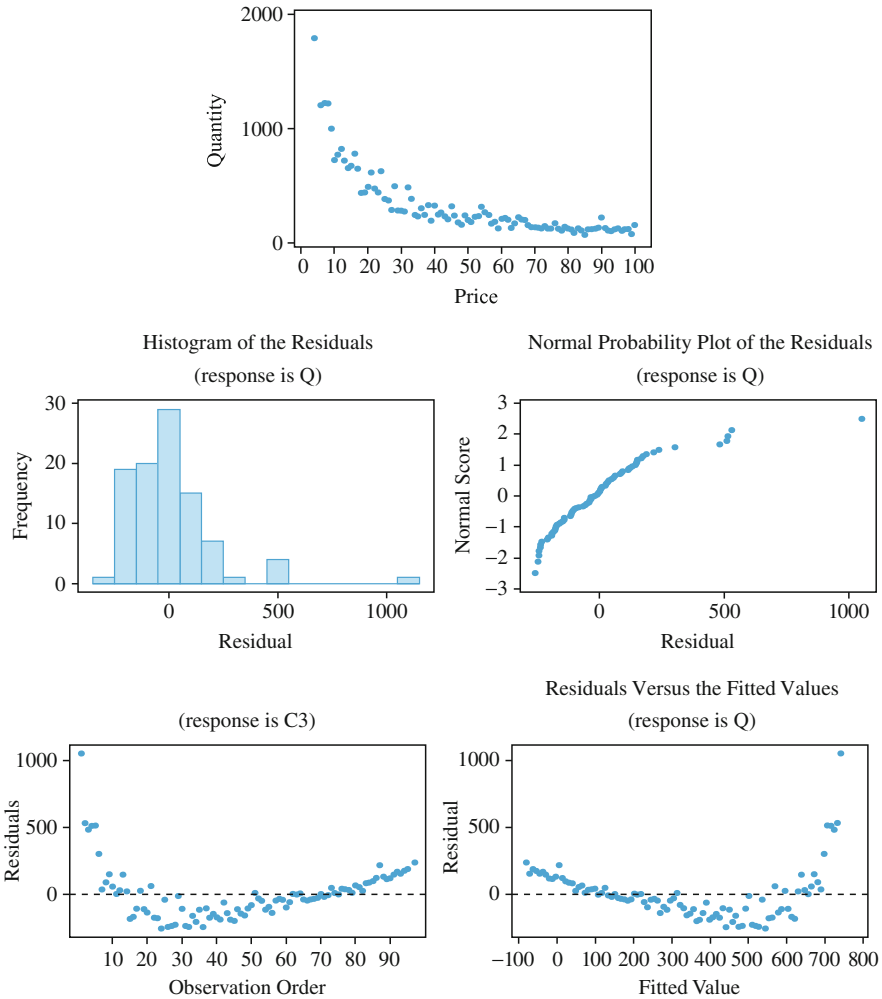 2000
1000
0
Quantity
0 10 20 30 40 50 60 70 80 90 100
Price
Histogram of the Residuals
(response is Q)
30
20
10
0
Frequency
0 500 1000
Residual
Normal Probability Plot of the Residuals
(response is Q)
3
2
1
0
−1
−2
−3
Normal Score
0 500 1000
Residual
(response is C3)
1000
500
0
Residuals
10 20 30 40 50 60 70 80 90
Observation Order
Residuals Versus the Fitted Values
(response is Q)
1000
500
0
Residual
−100 0 100 200 300 400 500 600 700 800
Fitted Value